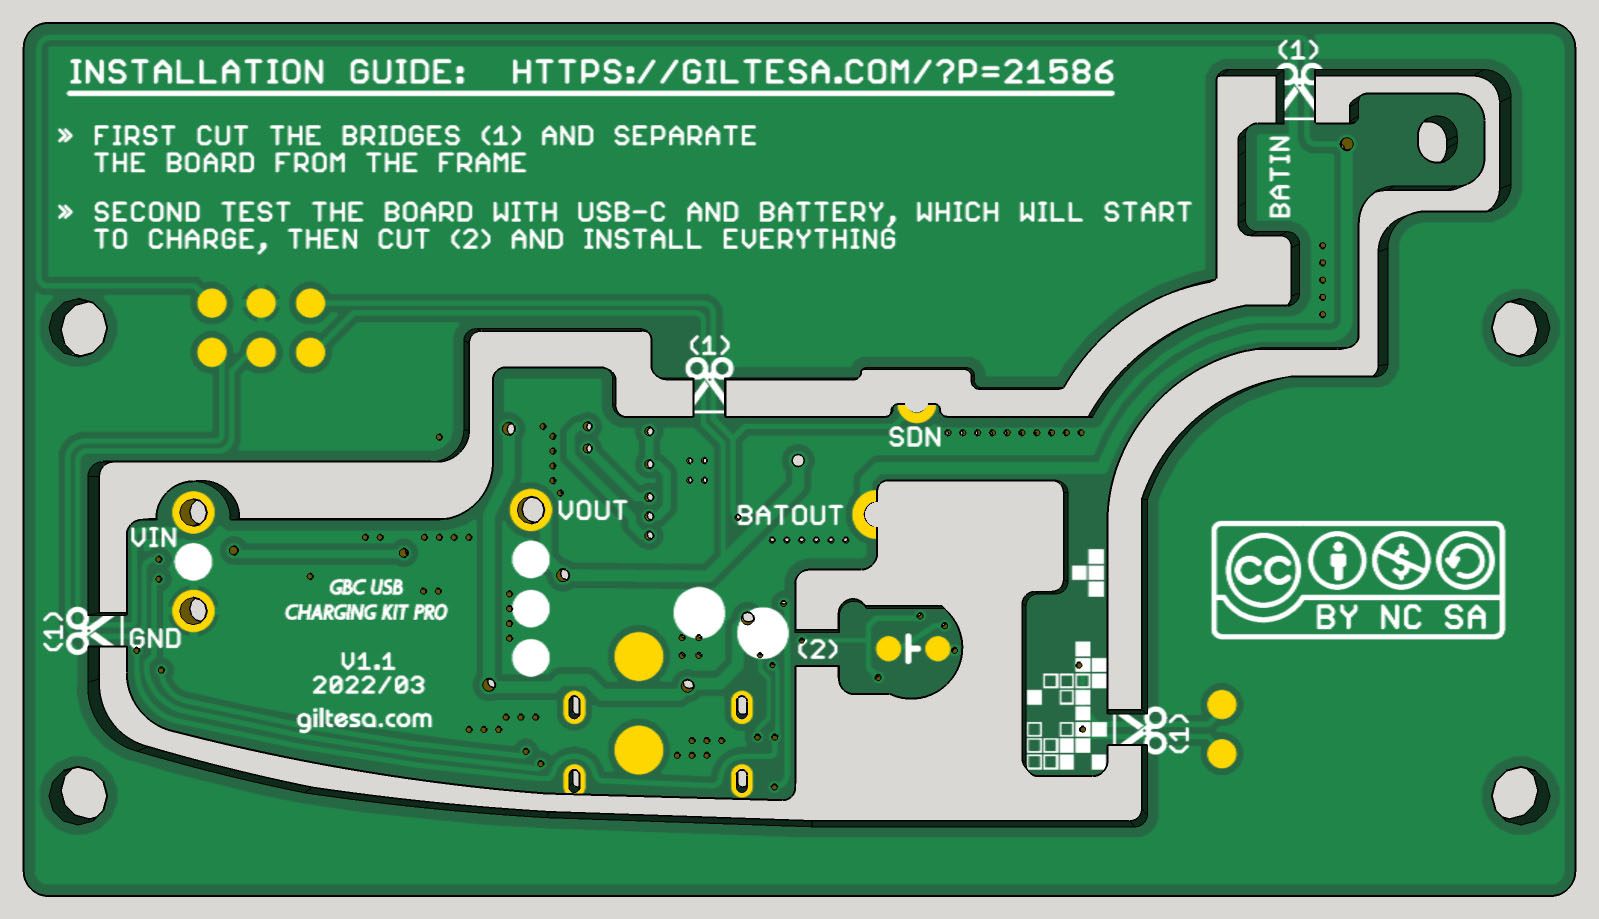 (1)
INSTALLATION GUIDE: HTTPS://GILTESA.COM/?P=21586
» FIRST CUT THE BRIDGES (1) AND SEPARATE
THE BOARD FROM THE FRAME
BATIN
» SECOND TEST THE BOARD WITH USB-C AND BATTERY, WHICH WILL START
TO CHARGE, THEN CUT (2) AND INSTALL EVERYTHING
(1)
SDN
VOUT
BATOUT
VIN
GBC USB
CHARGING KIT PRO
CC
BY NC SA
(1)
GND
(2)
V1.1
2022/03
giltesa.com
(1)